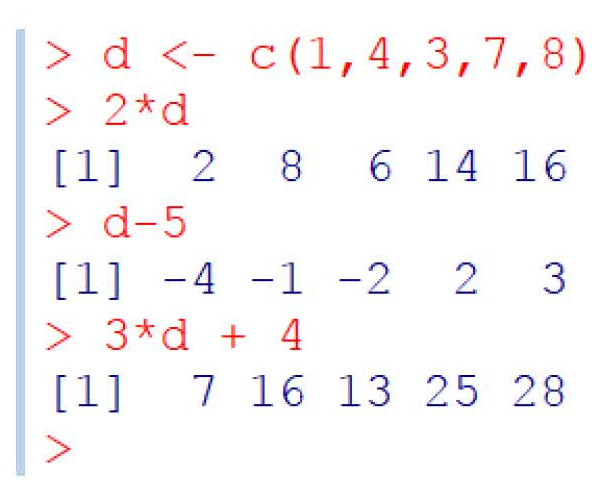 > d <- c(1,4,3,7,8)
> 2*d
[1]  2  8  6 14 16
> d-5
[1] -4 -1 -2  2  3
> 3*d + 4
[1]  7 16 13 25 28
>